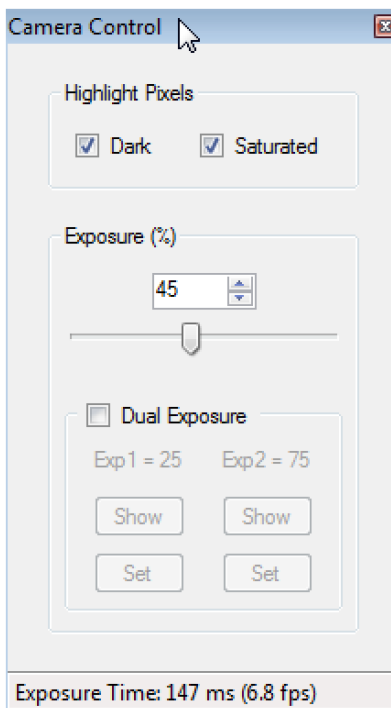 Camera Control
Highlight Pixels
Dark Saturated
Exposure (%)
45
Dual Exposure
Exp1 = 25 Exp2 = 75
Show Show
Set Set
Exposure Time: 147 ms (6.8 fps)